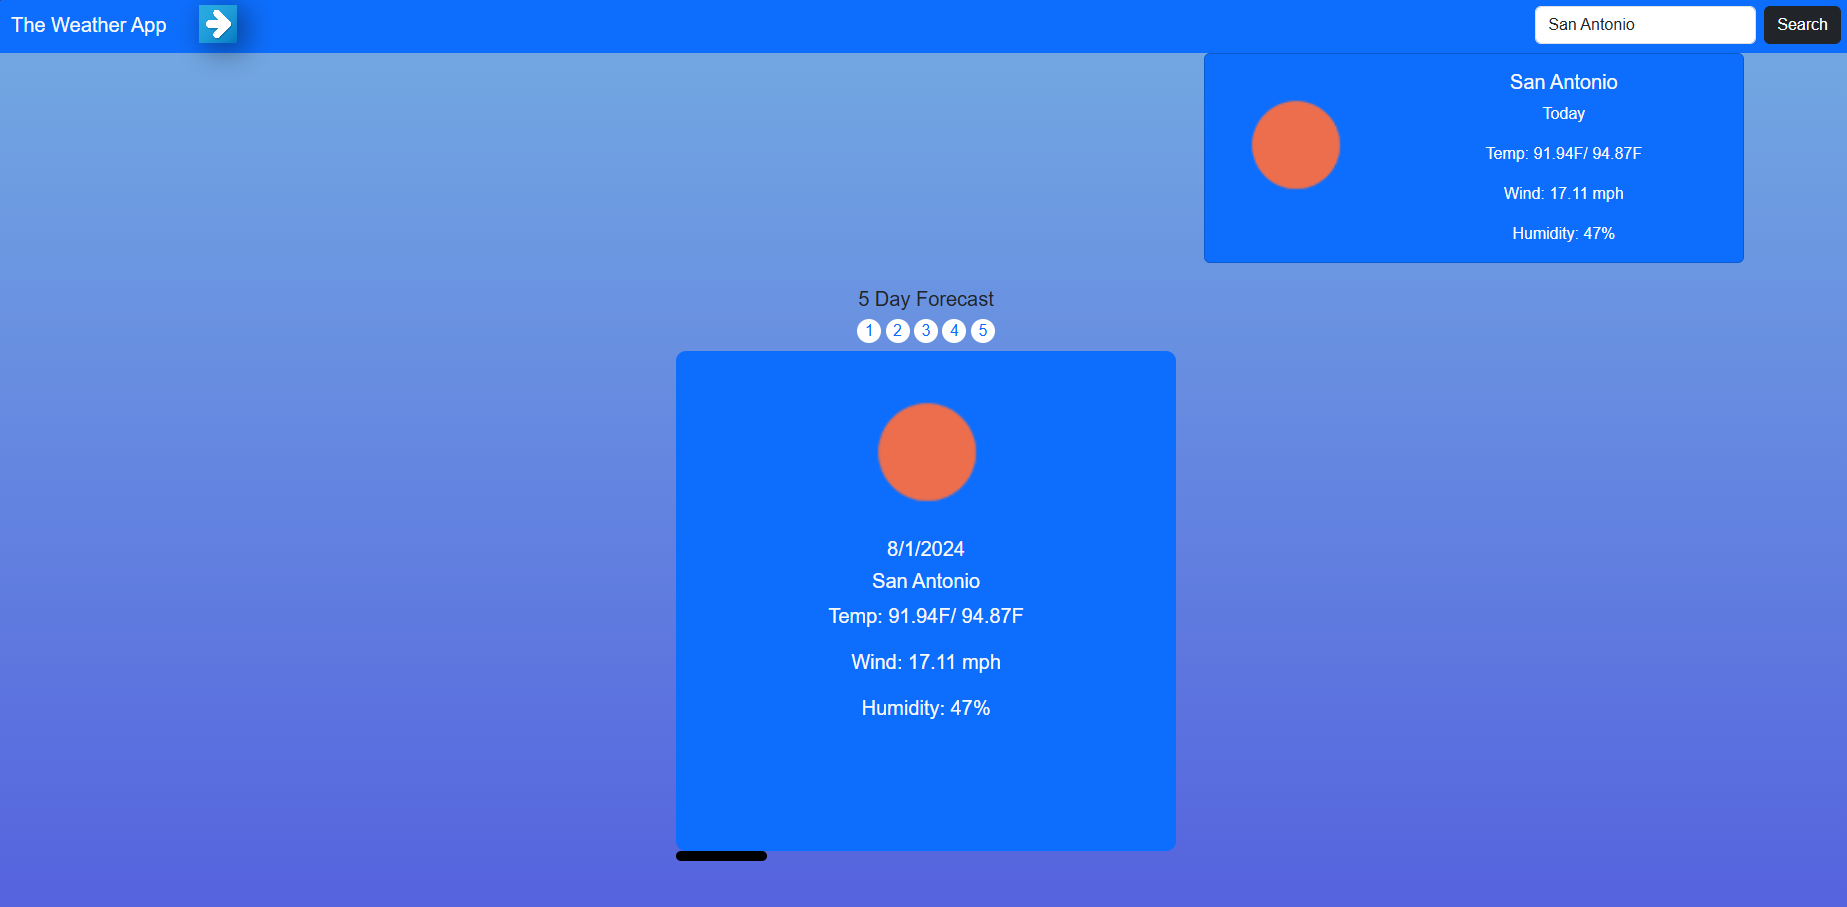 The Weather App
San Antonio
Search
San Antonio
Today
Temp: 91.94F/ 94.87F
Wind: 17.11 mph
Humidity: 47%
5 Day Forecast
1 2 3 4 5
8/1/2024
San Antonio
Temp: 91.94F/ 94.87F
Wind: 17.11 mph
Humidity: 47%